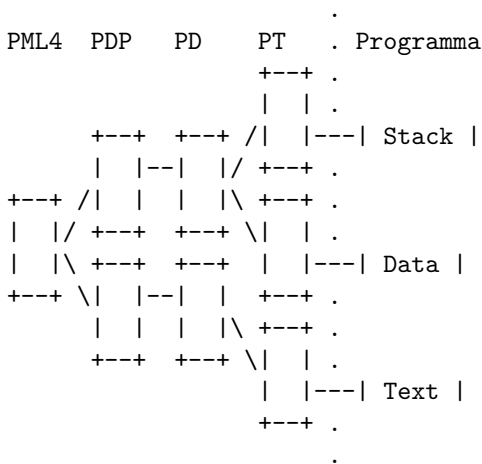 PML4 PDP PD PT . Programma
Stack
Data
Text